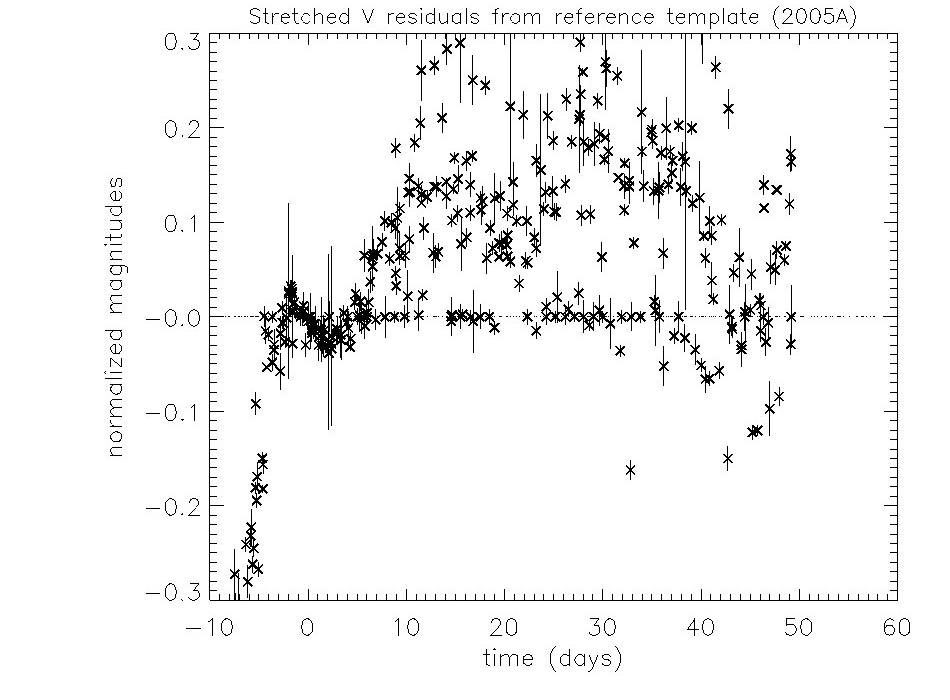 Stretched V residuals from reference template (2005A)
0.3
0.2
0.1
−0.0
−0.1
−0.2
−0.3
normalized magnitudes
−10 0 10 20 30 40 50 60
time (days)